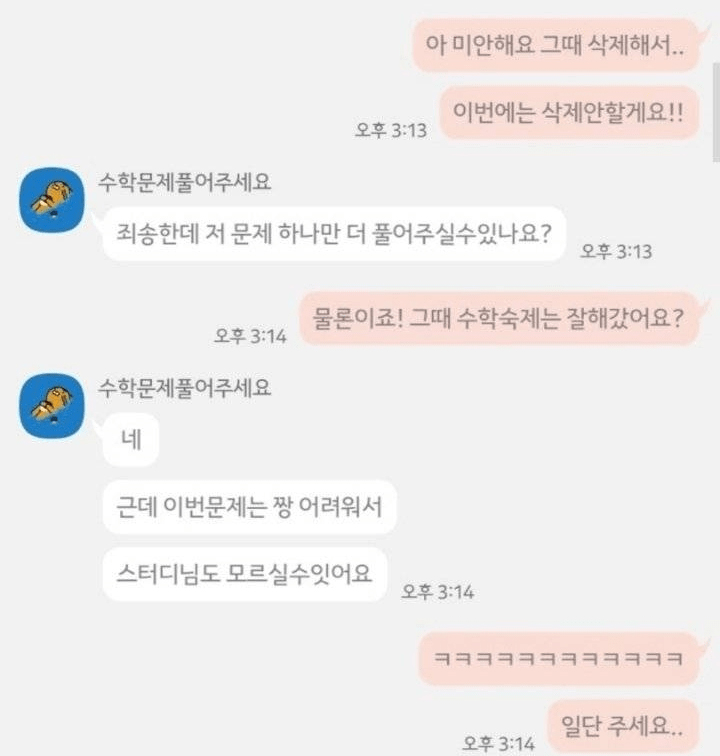 아 미안해요 그때 삭제해서..
이번에는 삭제안할게요!!
오후 3:13
수학문제풀어주세요
죄송한데 저 문제 하나만 더 풀어주실수있나요?
오후 3:13
물론이죠! 그때 수학숙제는 잘해갔어요?
오후 3:14
수학문제풀어주세요
네
근데 이번문제는 짱 어려워서
스터디님도 모르실수잇어요
오후 3:14
ㅋㅋㅋㅋㅋㅋㅋㅋㅋㅋㅋㅋ
일단 주세요..
오후 3:14